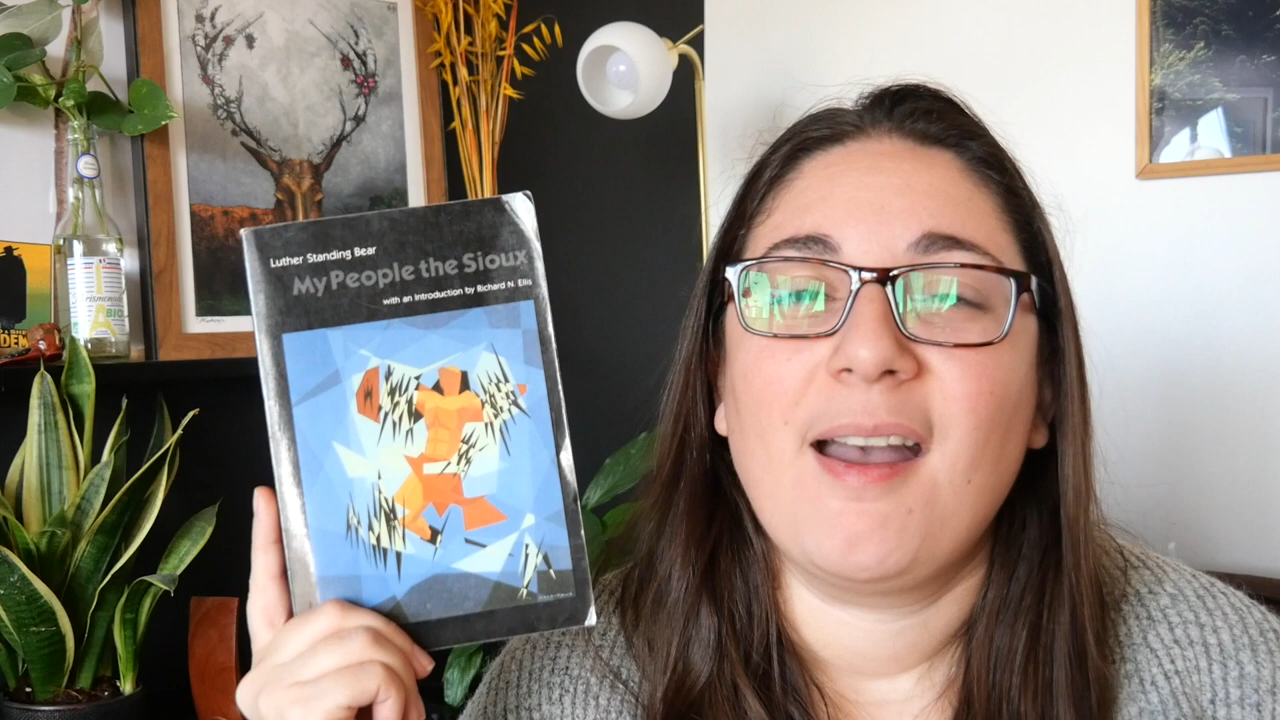 Luther Standing Bear
My People the Sioux
with an Introduction by Richard N. Ellis